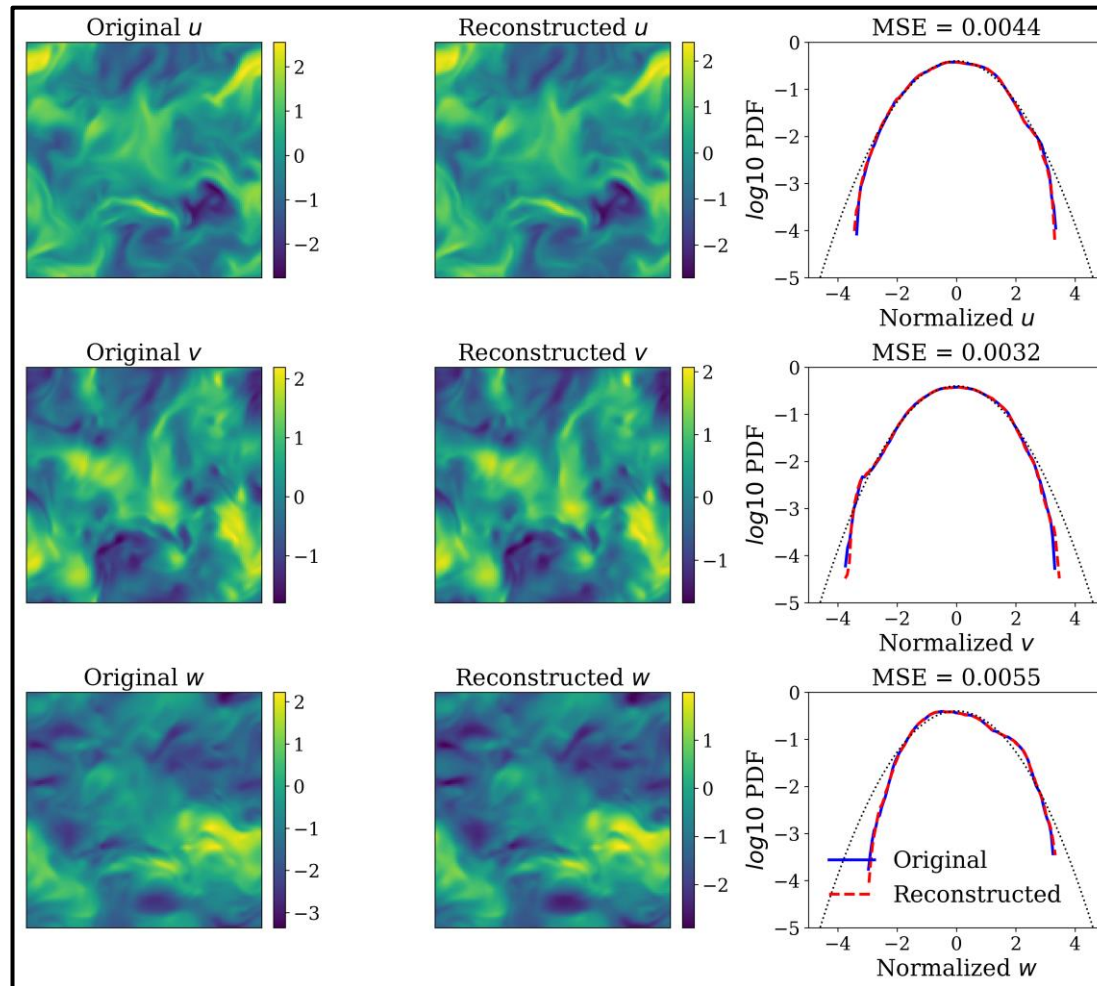 Original u
2
1
0
−1
−2
Reconstructed u
2
1
0
−1
−2
MSE = 0.0044
log10 PDF
0
−1
−2
−3
−4
−5
−4 −2 0 2 4
Normalized u
Original v
2
1
0
−1
Reconstructed v
2
1
0
−1
MSE = 0.0032
log10 PDF
0
−1
−2
−3
−4
−5
−4 −2 0 2 4
Normalized v
Original w
2
1
0
−1
−2
−3
Reconstructed w
1
0
−1
−2
MSE = 0.0055
log10 PDF
0
−1
−2
−3
−4
−5
Original
Reconstructed
−4 −2 0 2 4
Normalized w